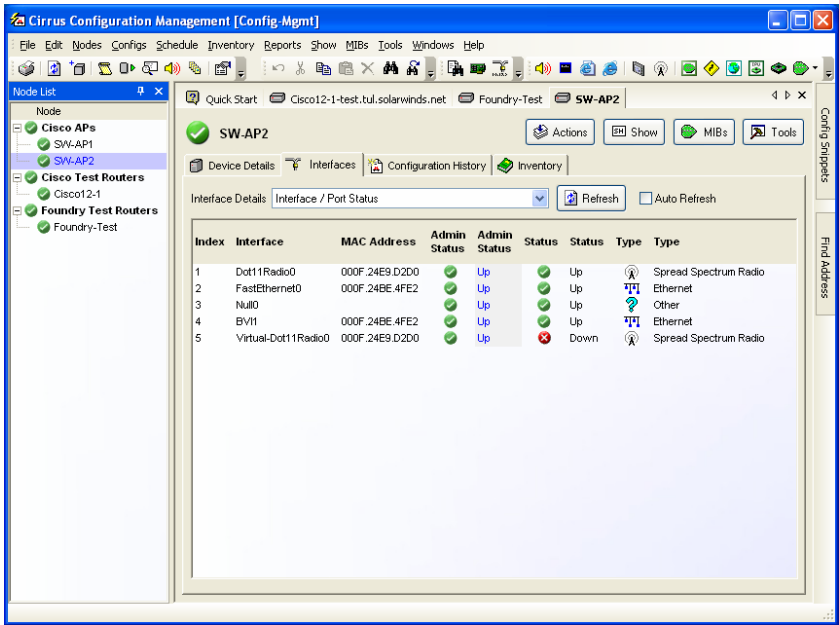 Cirrus Configuration Management [Config-Mgmt]
File Edit Nodes Configs Schedule Inventory Reports Show MIBs Tools Windows Help
Node List
Quick Start Cisco12-1-test.tul.solarwinds.net Foundry-Test SW-AP2
Node
Cisco APs
SW-AP1
SW-AP2
Cisco Test Routers
Cisco12-1
Foundry Test Routers
Foundry-Test
SW-AP2
Actions SH Show MIBs Tools
Device Details Interfaces Configuration History Inventory
Interface Details Interface / Port Status Refresh Auto Refresh
Index Interface MAC Address Admin Status Admin Status Status Status Type Type
1 Dot11Radio0 000F.24E9.D2D0 Up Up Spread Spectrum Radio
2 FastEthernet0 000F.24BE.4FE2 Up Up Ethernet
3 Null0 Up Up Other
4 BVI1 000F.24BE.4FE2 Up Up Ethernet
5 Virtual-Dot11Radio0 000F.24E9.D2D0 Up Down Spread Spectrum Radio
Config Snippets
Find Address